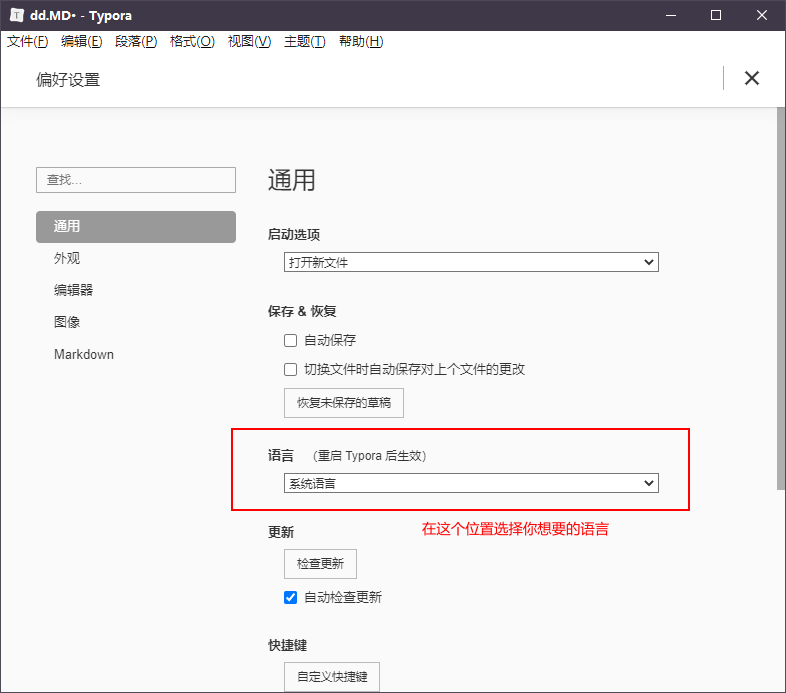 dd.MD• - Typora
文件(F) 编辑(E) 段落(P) 格式(O) 视图(V) 主题(T) 帮助(H)
偏好设置
查找...
通用
外观
编辑器
图像
Markdown
通用
启动选项
打开新文件
保存 & 恢复
自动保存
切换文件时自动保存对上个文件的更改
恢复未保存的草稿
语言 （重启 Typora 后生效）
系统语言
在这个位置选择你想要的语言
更新
检查更新
自动检查更新
快捷键
自定义快捷键